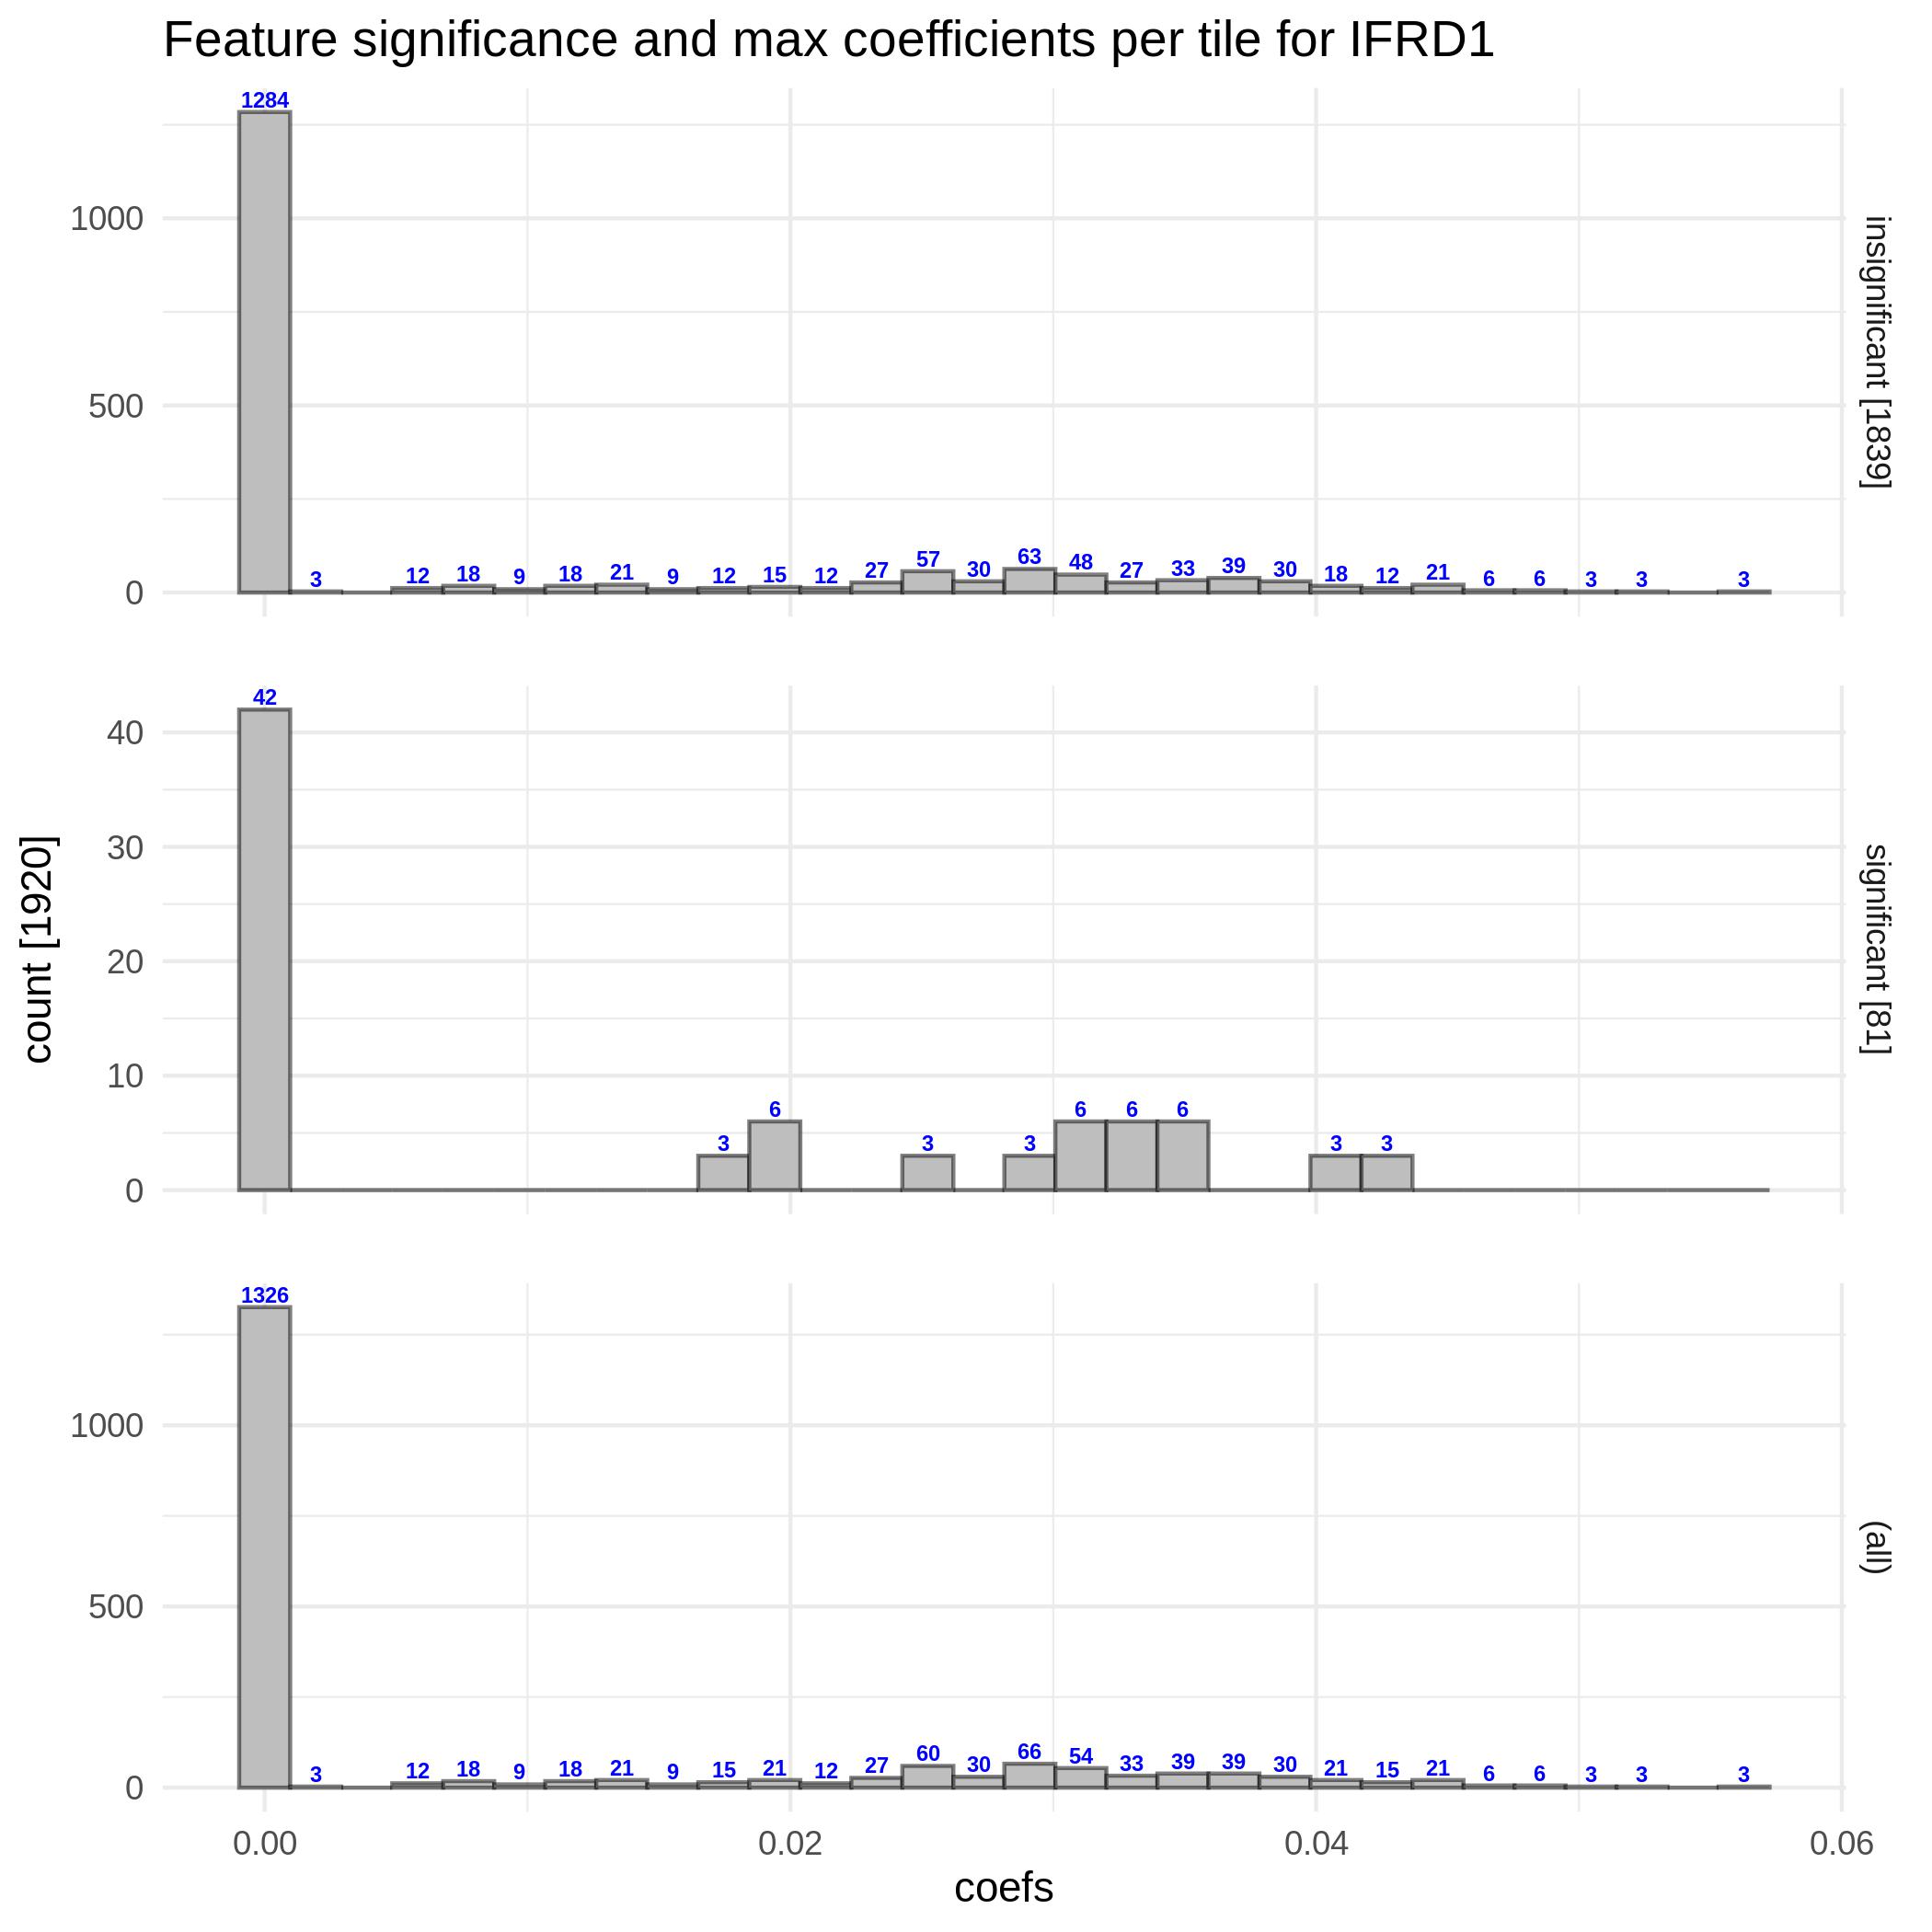 Feature significance and max coefficients per tile for IFRD1
1284
3 12 18 9 18 21 9 12 15 12 27 57 30 63 48 27 33 39 30 18 12 21 6 6 3 3 3
1000
500
0
insignificant [1839]
42
3 6 3 3 6 6 6 3 3
40
30
20
10
0
significant [81]
count [1920]
1326
3 12 18 9 18 21 9 15 21 12 27 60 30 66 54 33 39 39 30 21 15 21 6 6 3 3 3
1000
500
0
(all)
0.00 0.02 0.04 0.06
coefs